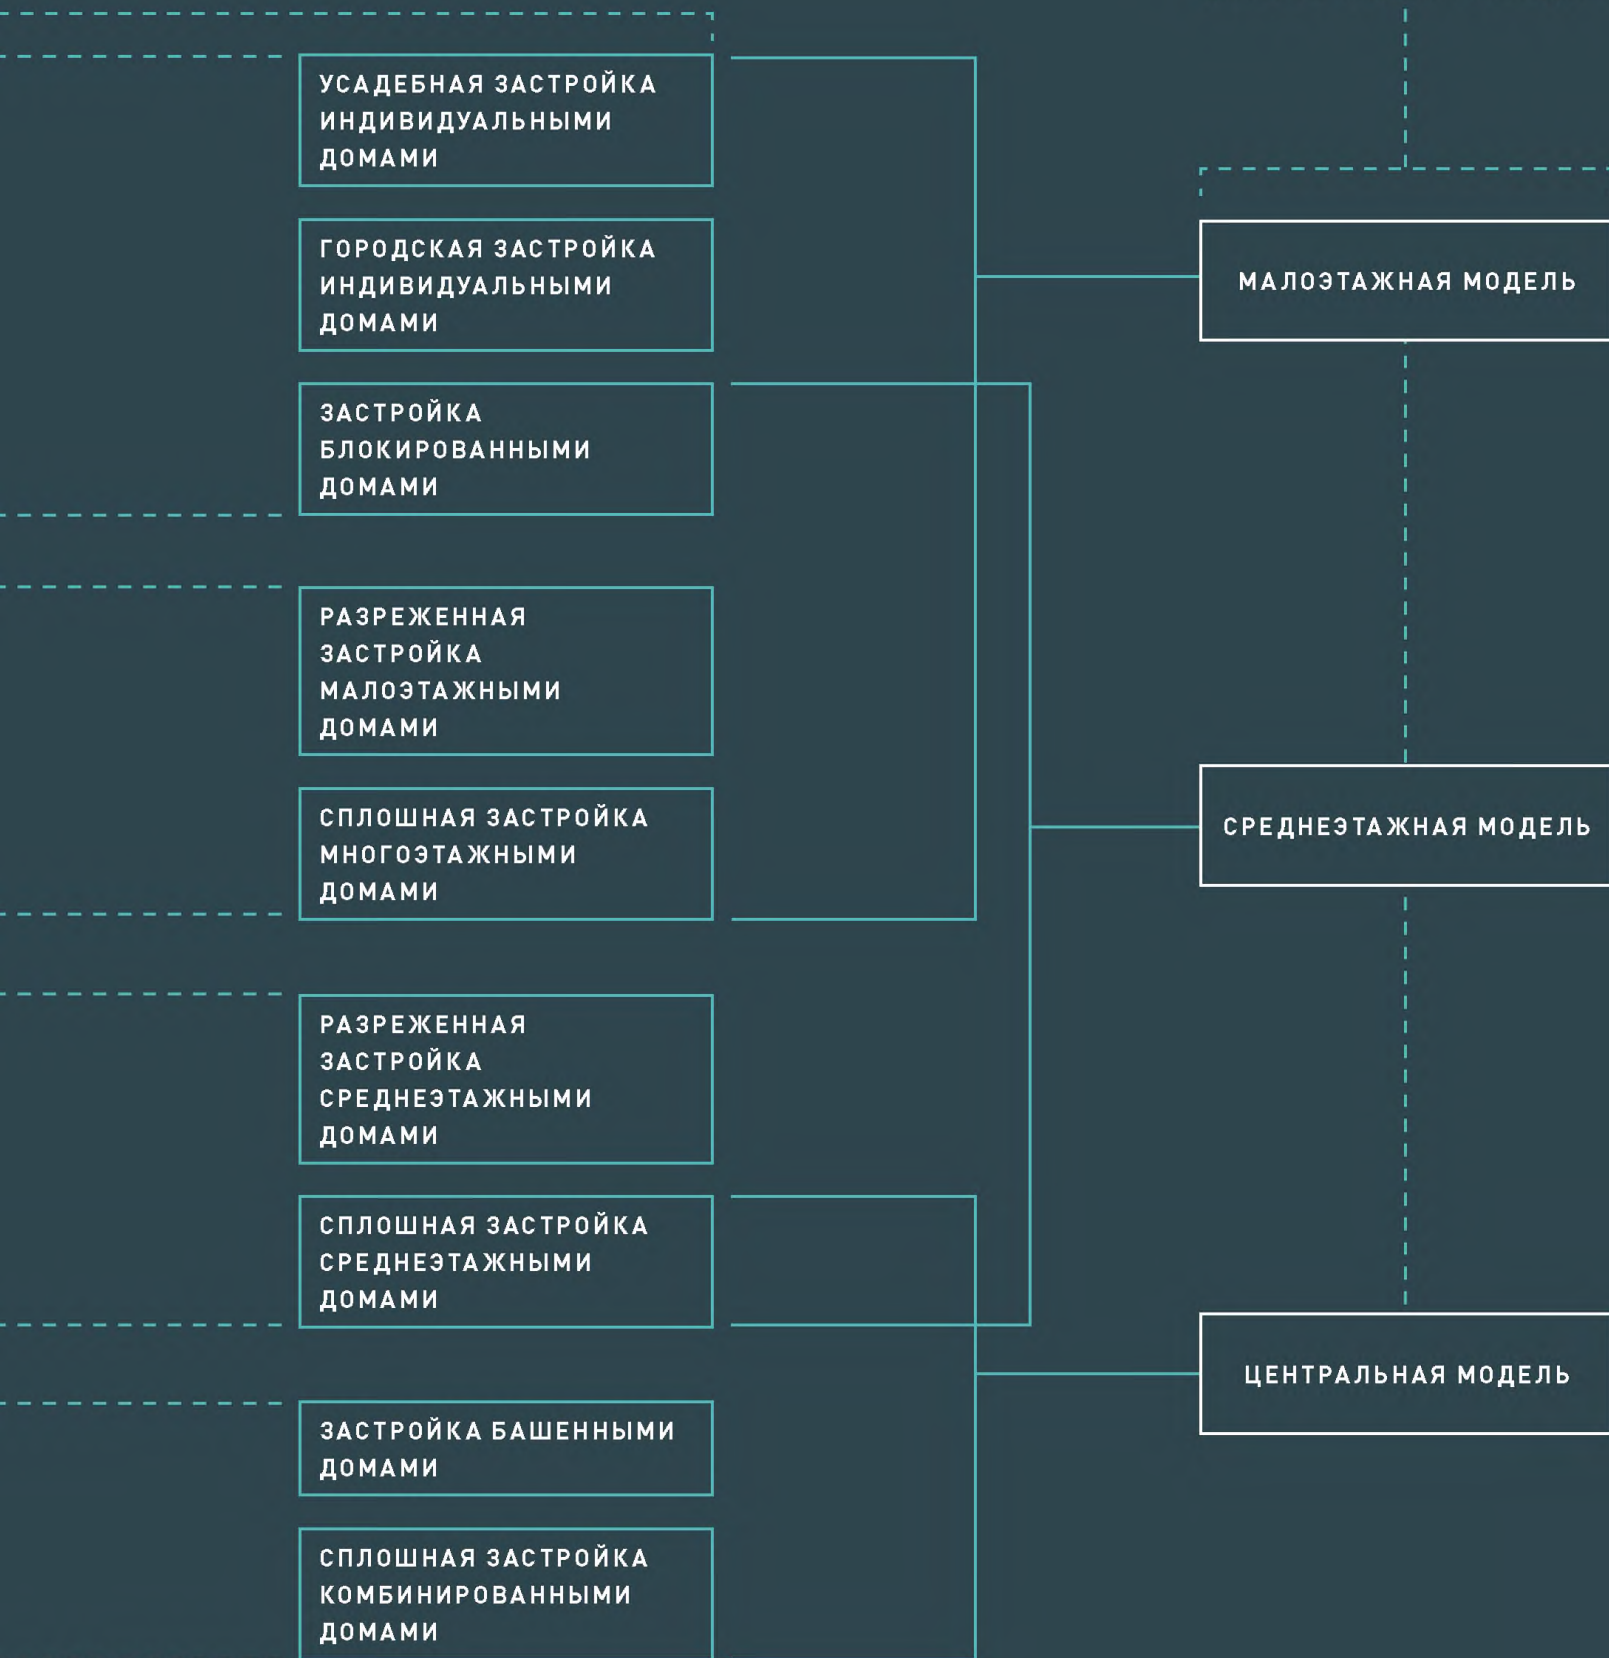 УСАДЕБНАЯ ЗАСТРОЙКА
ИНДИВИДУАЛЬНЫМИ
ДОМАМИ
ГОРОДСКАЯ ЗАСТРОЙКА
ИНДИВИДУАЛЬНЫМИ
ДОМАМИ
ЗАСТРОЙКА
БЛОКИРОВАННЫМИ
ДОМАМИ
РАЗРЕЖЕННАЯ
ЗАСТРОЙКА
МАЛОЭТАЖНЫМИ
ДОМАМИ
СПЛОШНАЯ ЗАСТРОЙКА
МНОГОЭТАЖНЫМИ
ДОМАМИ
РАЗРЕЖЕННАЯ
ЗАСТРОЙКА
СРЕДНЕЭТАЖНЫМИ
ДОМАМИ
СПЛОШНАЯ ЗАСТРОЙКА
СРЕДНЕЭТАЖНЫМИ
ДОМАМИ
ЗАСТРОЙКА БАШЕННЫМИ
ДОМАМИ
СПЛОШНАЯ ЗАСТРОЙКА
КОМБИНИРОВАННЫМИ
ДОМАМИ
МАЛОЭТАЖНАЯ МОДЕЛЬ
СРЕДНЕЭТАЖНАЯ МОДЕЛЬ
ЦЕНТРАЛЬНАЯ МОДЕЛЬ